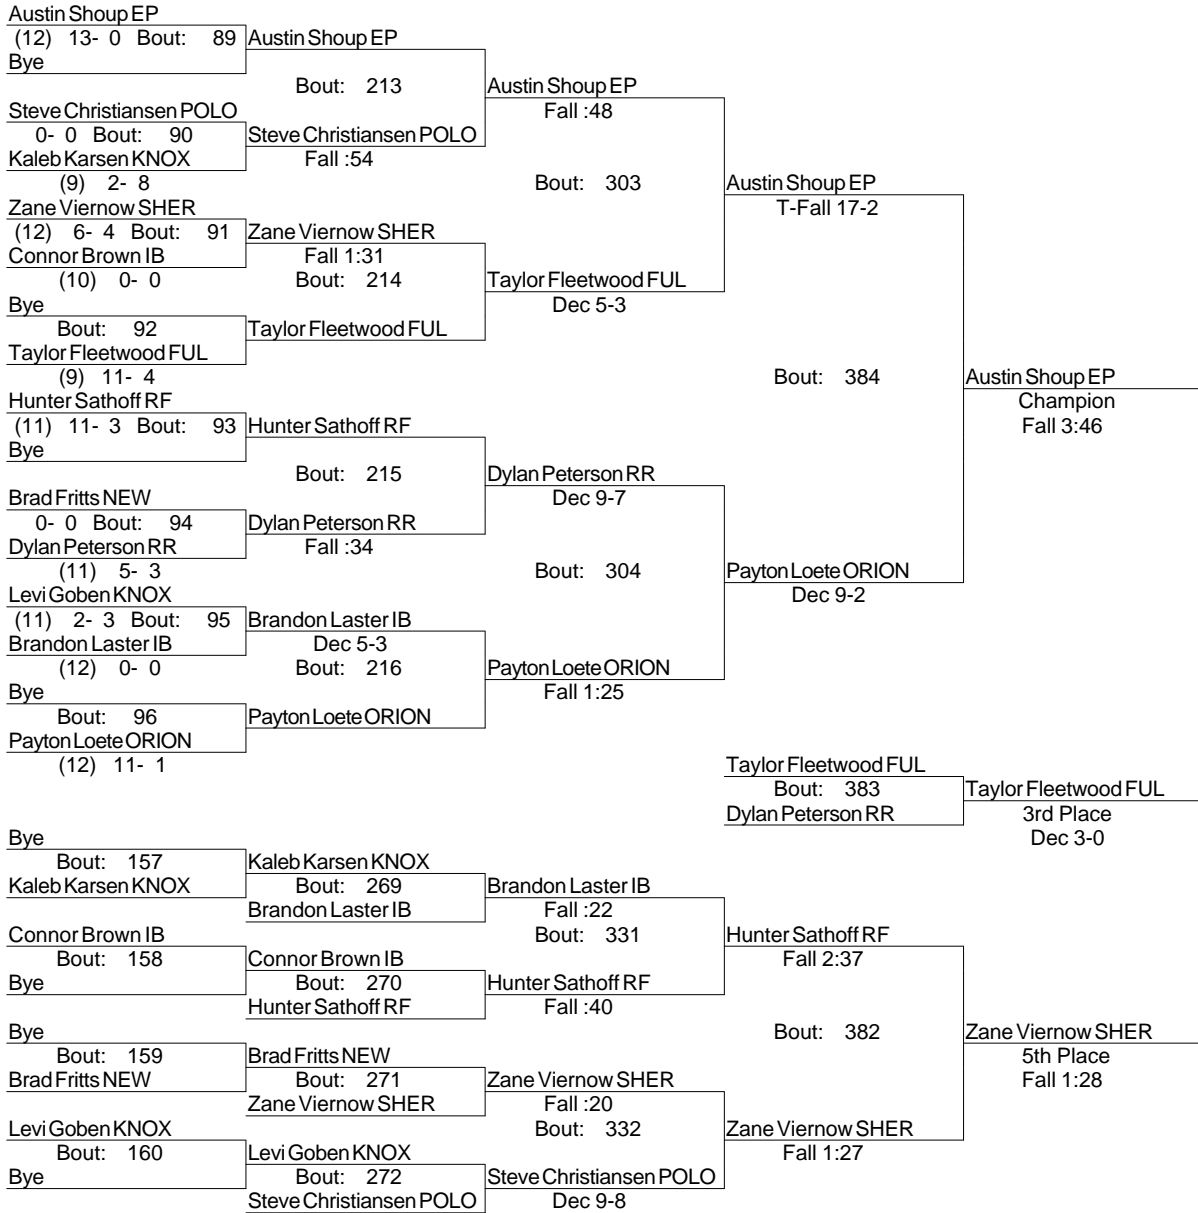 Austin Shoup EP
(12) 13- 0 Bout: 89 Austin Shoup EP
Bye
Bout: 213 Austin Shoup EP
Steve Christiansen POLO Fall :48
0- 0 Bout: 90 Steve Christiansen POLO
Kaleb Karsen KNOX Fall :54
(9) 2- 8 Bout: 303 Austin Shoup EP
Zane Viernow SHER T-Fall 17-2
(12) 6- 4 Bout: 91 Zane Viernow SHER
Connor Brown IB Fall 1:31
(10) 0- 0 Bout: 214 Taylor Fleetwood FUL
Bye Dec 5-3
Bout: 92 Taylor Fleetwood FUL
Taylor Fleetwood FUL
(9) 11- 4 Bout: 384 Austin Shoup EP
Hunter Sathoff RF Champion
(11) 11- 3 Bout: 93 Hunter Sathoff RF Fall 3:46
Bye
Bout: 215 Dylan Peterson RR
Brad Fritts NEW Dec 9-7
0- 0 Bout: 94 Dylan Peterson RR
Dylan Peterson RR Fall :34
(11) 5- 3 Bout: 304 Payton Loete ORION
Levi Goben KNOX Dec 9-2
(11) 2- 3 Bout: 95 Brandon Laster IB
Brandon Laster IB Dec 5-3
(12) 0- 0 Bout: 216 Payton Loete ORION
Bye Fall 1:25
Bout: 96 Payton Loete ORION
Payton Loete ORION
(12) 11- 1 Taylor Fleetwood FUL
Bout: 383 Taylor Fleetwood FUL
Dylan Peterson RR 3rd Place
Bye Dec 3-0
Bout: 157 Kaleb Karsen KNOX
Kaleb Karsen KNOX Bout: 269 Brandon Laster IB
Brandon Laster IB Fall :22
Connor Brown IB Bout: 331 Hunter Sathoff RF
Bout: 158 Connor Brown IB Fall 2:37
Bye Bout: 270 Hunter Sathoff RF
Hunter Sathoff RF Fall :40
Bye Bout: 382 Zane Viernow SHER
Bout: 159 Brad Fritts NEW 5th Place
Brad Fritts NEW Bout: 271 Zane Viernow SHER Fall 1:28
Zane Viernow SHER Fall :20
Levi Goben KNOX Bout: 332 Zane Viernow SHER
Bout: 160 Levi Goben KNOX Fall 1:27
Bye Bout: 272 Steve Christiansen POLO
Steve Christiansen POLO Dec 9-8